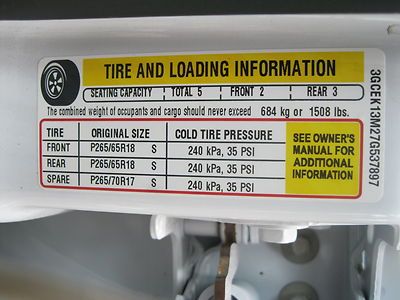 TIRE AND LOADING INFORMATION
SEATING CAPACITY TOTAL 5 FRONT 2 REAR 3
The combined weight of occupants and cargo should never exceed 684 kg or 1508 lbs.
TIRE ORIGINAL SIZE COLD TIRE PRESSURE
FRONT P265/65R18 S 240 kPa, 35 PSI
REAR P265/65R18 S 240 kPa, 35 PSI
SPARE P265/70R17 S 240 kPa, 35 PSI
SEE OWNER'S
MANUAL FOR
ADDITIONAL
INFORMATION
3GCEK13M27G537897